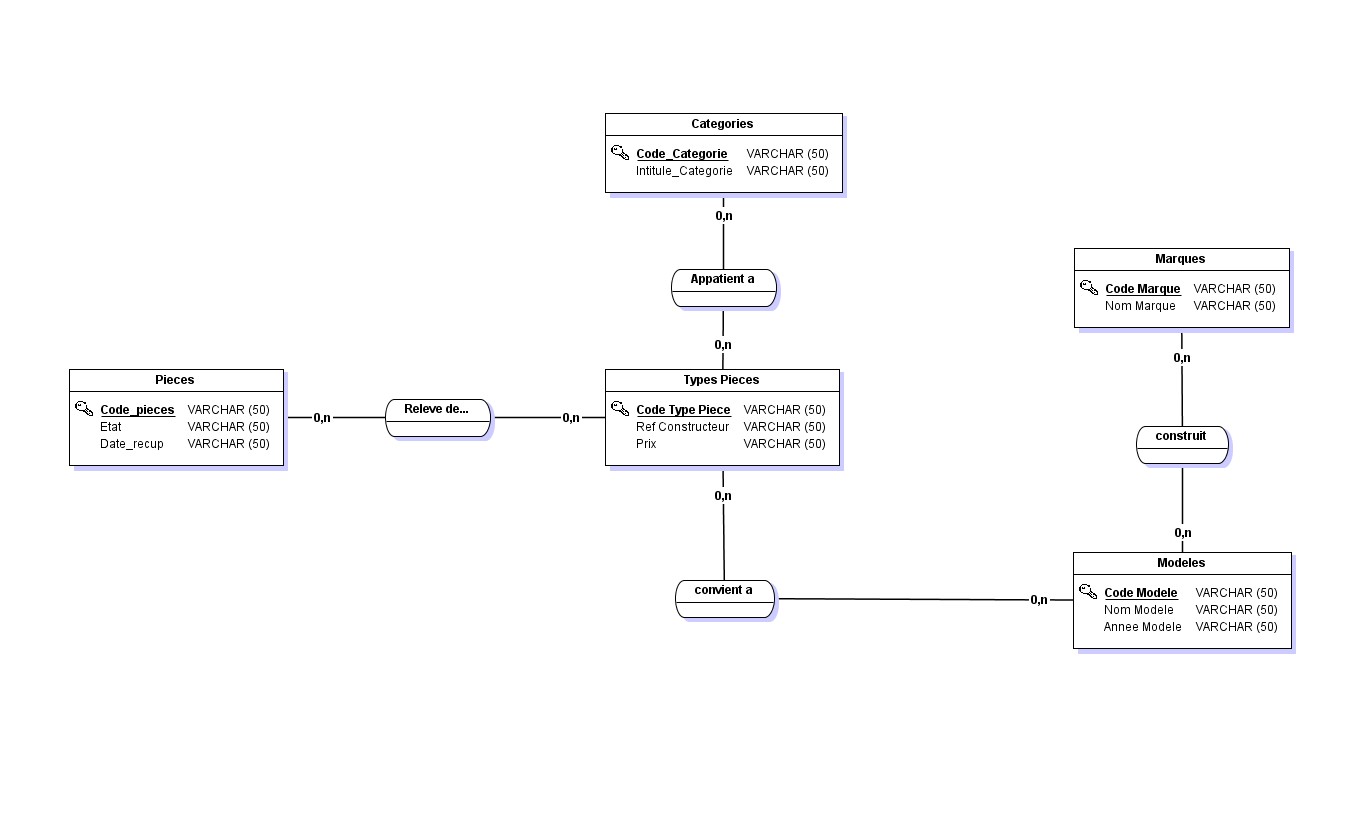 Categories
Code_Categorie VARCHAR (50)
Intitule_Categorie VARCHAR (50)
0,n
Appatient a
0,n
Marques
Code Marque VARCHAR (50)
Nom Marque VARCHAR (50)
0,n
construit
0,n
Pieces
Code_pieces VARCHAR (50)
Etat VARCHAR (50)
Date_recup VARCHAR (50)
0,n
Releve de...
0,n
Types Pieces
Code Type Piece VARCHAR (50)
Ref Constructeur VARCHAR (50)
Prix VARCHAR (50)
0,n
convient a
0,n
Modeles
Code Modele VARCHAR (50)
Nom Modele VARCHAR (50)
Annee Modele VARCHAR (50)